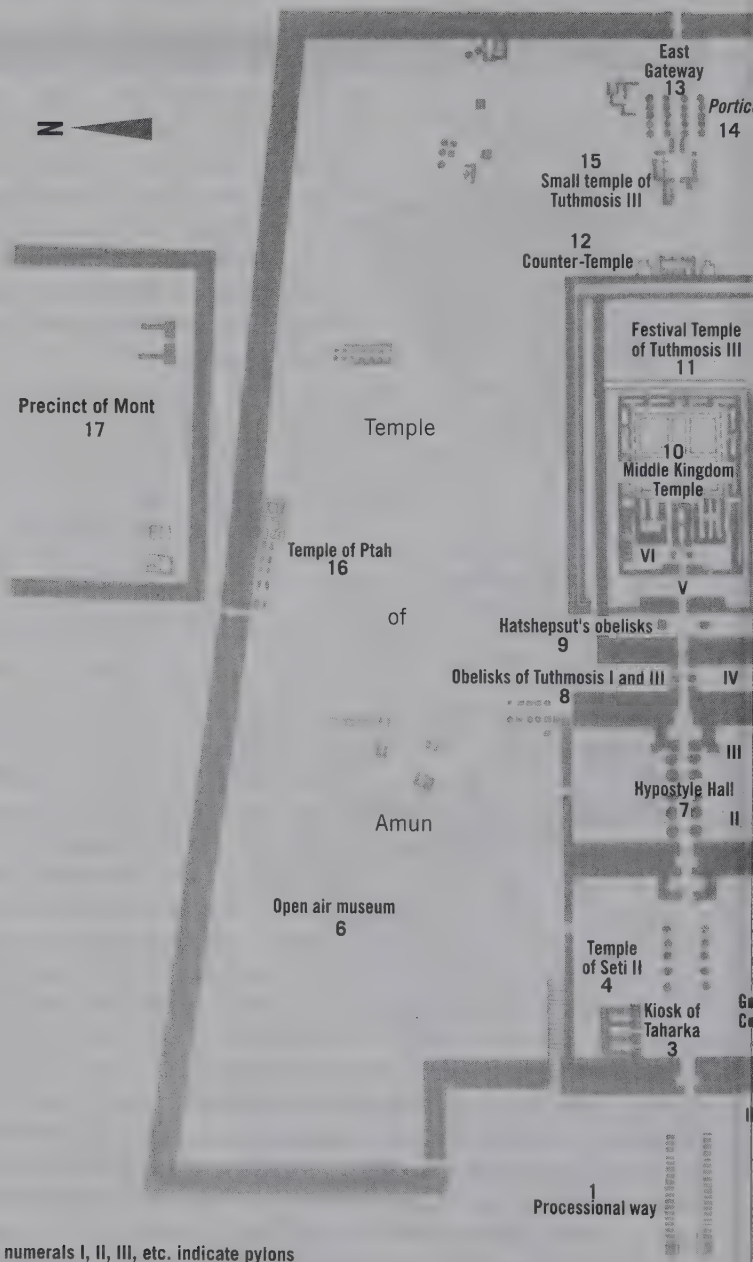 East
Gateway
13
14
N
15
Small temple of
Tuthmosis III
12
Counter-Temple
Festival Temple
of Tuthmosis III
11
Precinct of Mont
17
Temple
10
Middle Kingdom
Temple
Temple of Ptah
16
VI
V
of
Hatshepsut's obelisks
9
Obelisks of Tuthmosis I and III
8
IV
III
Hypostyle Hall
7
II
Amun
Open air museum
6
Temple
of Seti II
4
Kiosk of
Taharka
3
1
Processional way
numerals I, II, III, etc. indicate pylons